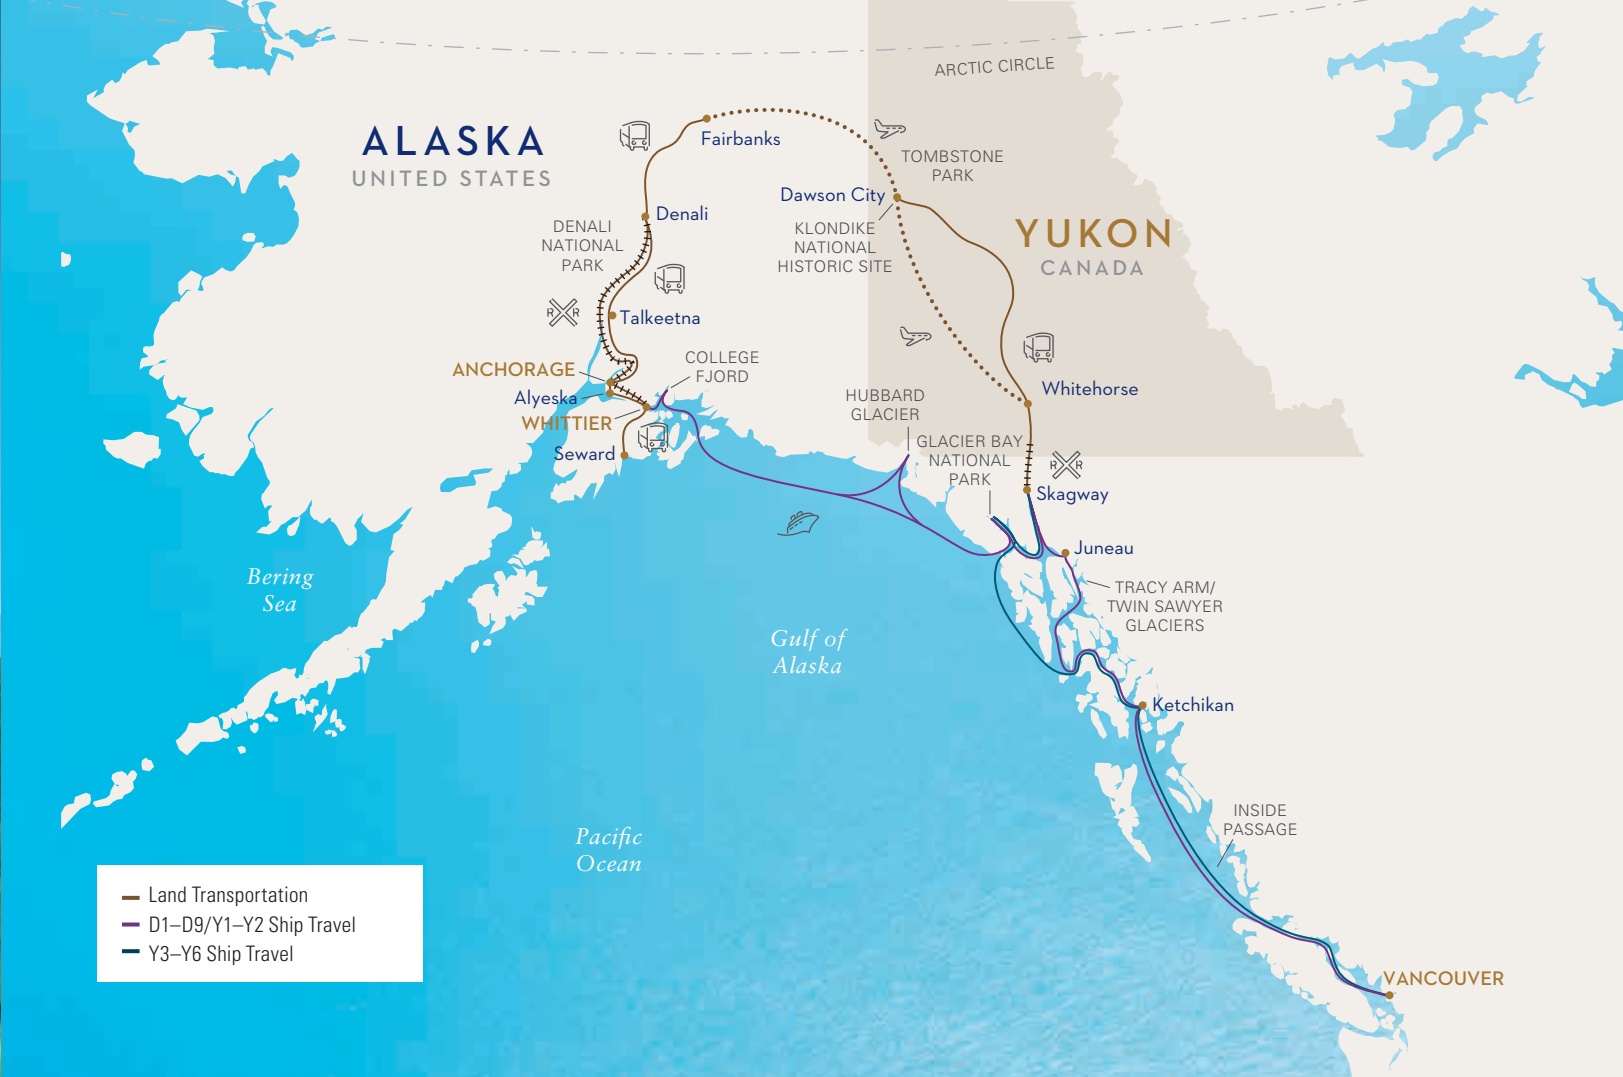 ARCTIC CIRCLE
ALASKA
UNITED STATES
Fairbanks
TOMBSTONE
PARK
Dawson City
Denali
DENALI
NATIONAL
PARK
KLONDIKE
NATIONAL
HISTORIC SITE
YUKON
CANADA
R R
Talkeetna
ANCHORAGE
COLLEGE
FJORD
Alyeska
WHITTIER
Seward
HUBBARD
GLACIER
Whitehorse
GLACIER BAY
NATIONAL
PARK
R R
Skagway
Juneau
Bering
Sea
TRACY ARM/
TWIN SAWYER
GLACIERS
Gulf of
Alaska
Ketchikan
INSIDE
PASSAGE
Pacific
Ocean
Land Transportation
D1–D9/Y1–Y2 Ship Travel
Y3–Y6 Ship Travel
VANCOUVER